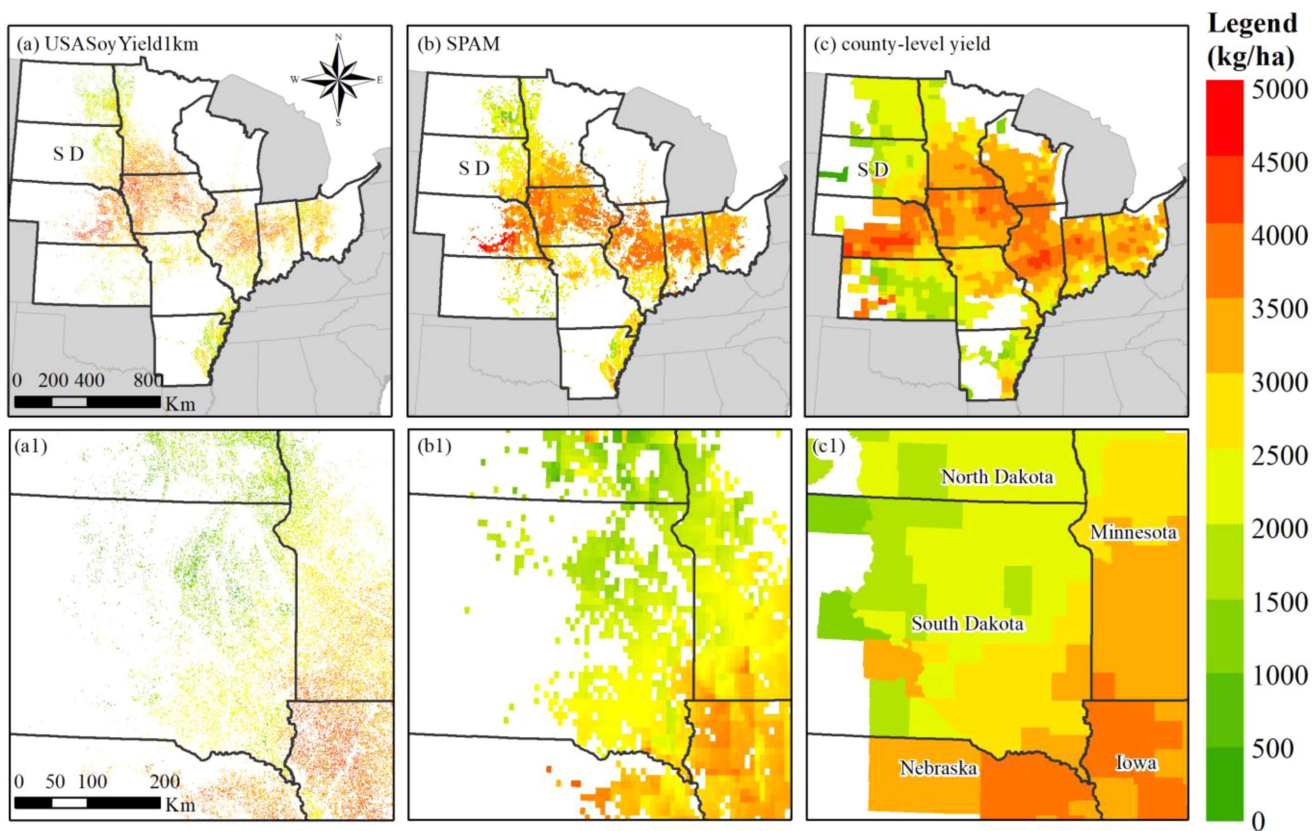 (a) USASoyYield1km
N
W
E
S
S D
0 200 400 800
Km
(b) SPAM
S D
(c) county-level yield
S D
Legend
(kg/ha)
5000
4500
4000
3500
3000
2500
2000
1500
1000
500
0
(a1)
0 50 100 200
Km
(b1)
(c1)
North Dakota
Minnesota
South Dakota
Nebraska
Iowa